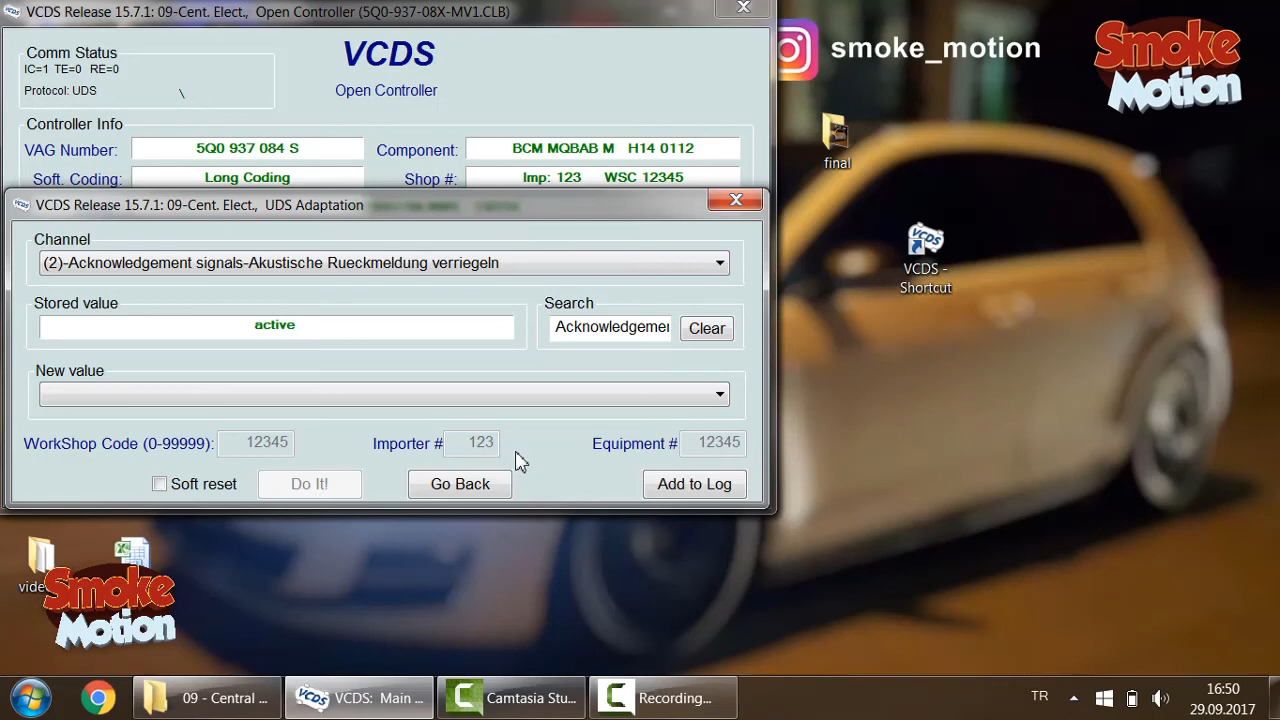 VCDS Release 15.7.1: 09-Cent. Elect., Open Controller (5Q0-937-08X-MV1.CLB)
Comm Status
IC=1 TE=0 RE=0
Protocol: UDS \
VCDS
Open Controller
Controller Info
VAG Number: 5Q0 937 084 S Component: BCM MQBAB M H14 0112
Soft. Coding: Long Coding Shop #: Imp: 123 WSC 12345
VCDS Release 15.7.1: 09-Cent. Elect., UDS Adaptation
Channel
(2)-Acknowledgement signals-Akustische Rueckmeldung verriegeln
Stored value
active
Search
Acknowledgemen
Clear
New value
WorkShop Code (0-99999): 12345 Importer # 123 Equipment # 12345
Soft reset Do It! Go Back Add to Log
smoke_motion
Smoke
Motion
final
VCDS -
Shortcut
vide
Smoke
Motion
09 - Central ...
VCDS: Main ...
Camtasia Stu...
Recording...
TR
16:50
29.09.2017